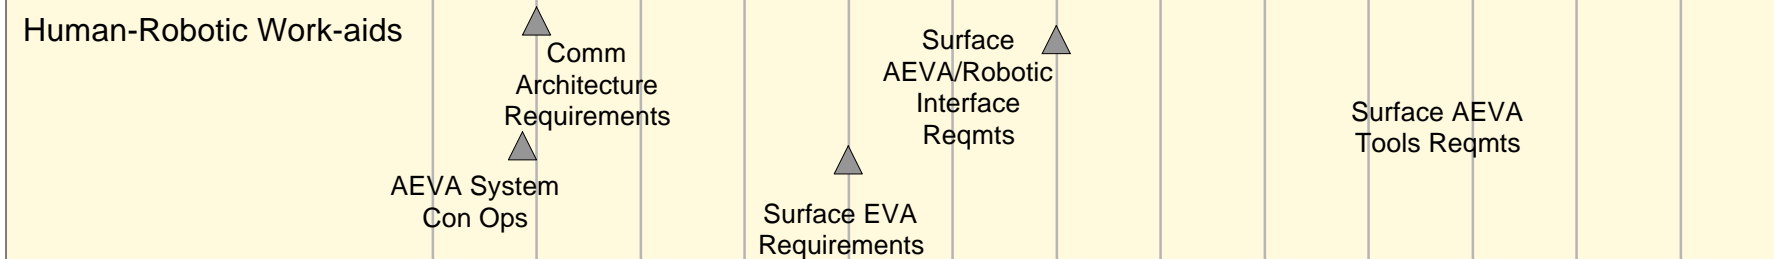 Human-Robotic Work-aids
Comm
Architecture
Requirements
AEVA System
Con Ops
Surface EVA
Requirements
Surface
AEVA/Robotic
Interface
Reqmts
Surface AEVA
Tools Reqmts